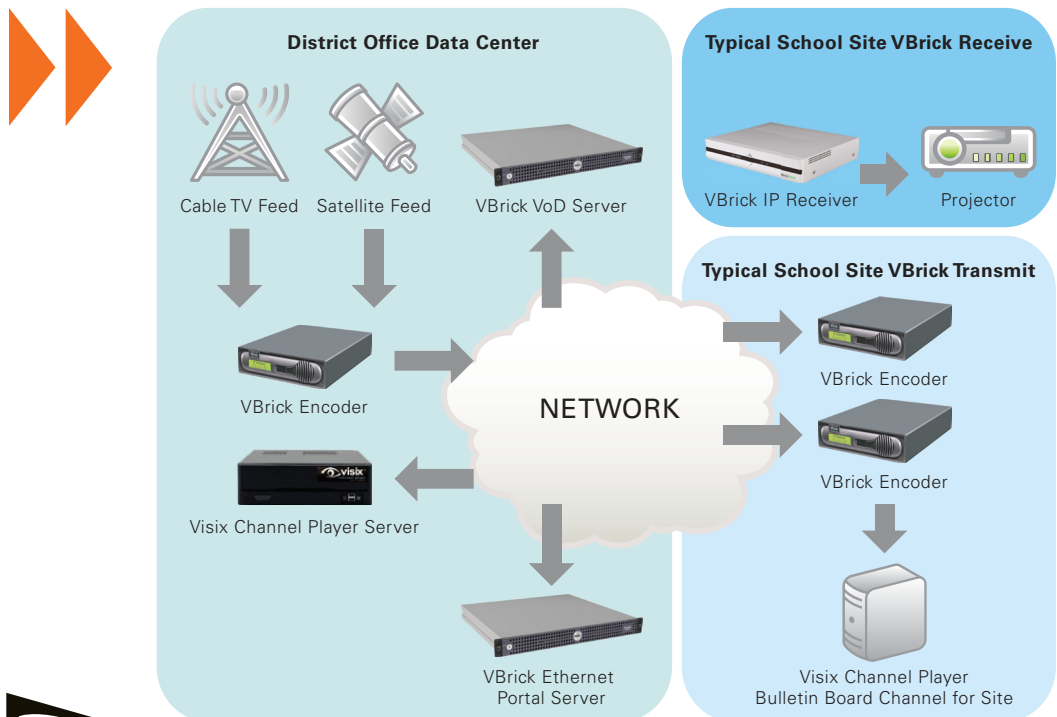 District Office Data Center
Cable TV Feed
Satellite Feed
VBrick VoD Server
VBrick Encoder
Visix Channel Player Server
visix
VBrick Ethernet
Portal Server
NETWORK
Typical School Site VBrick Receive
VBrick IP Receiver
Projector
Typical School Site VBrick Transmit
VBrick Encoder
VBrick Encoder
Visix Channel Player
Bulletin Board Channel for Site